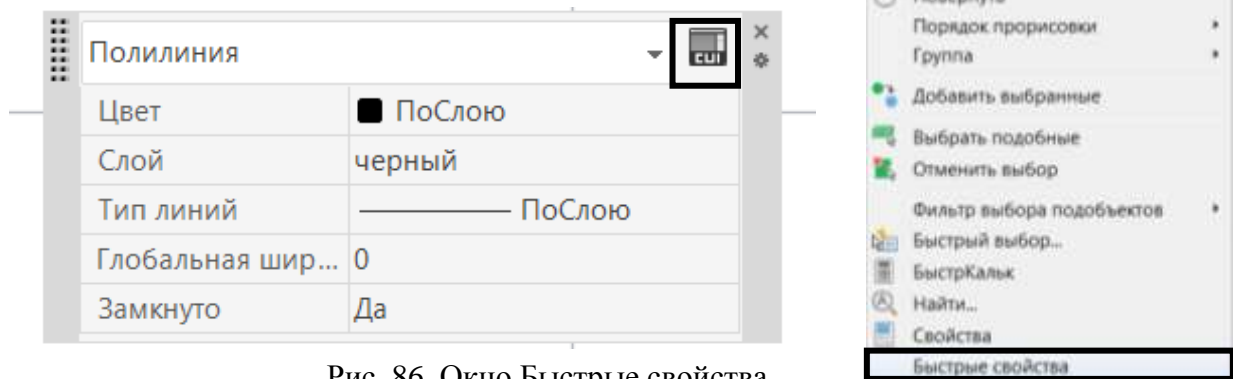 Полилиния
CUI
Цвет ПоСлою
Слой черный
Тип линий ПоСлою
Глобальная шир... 0
Замкнуто Да
Рис. 86. Окно Быстрые свойства
Порядок прорисовки
Группа
Добавить выбранные
Выбрать подобные
Отменить выбор
Фильтр выбора подобъектов
Быстрый выбор...
БыстрКальк
Найти...
Свойства
Быстрые свойства